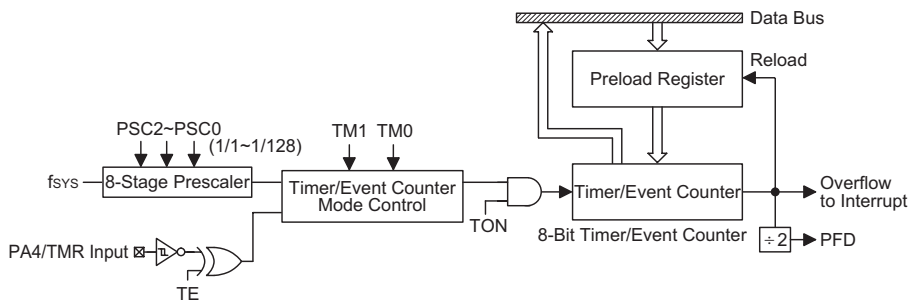 Data Bus
Preload Register
Reload
PSC2~PSC0
(1/1~1/128)
TM1 TM0
fSYS
8-Stage Prescaler
Timer/Event Counter
Mode Control
TON
Timer/Event Counter
8-Bit Timer/Event Counter
Overflow
to Interrupt
÷2
PFD
PA4/TMR Input
TE